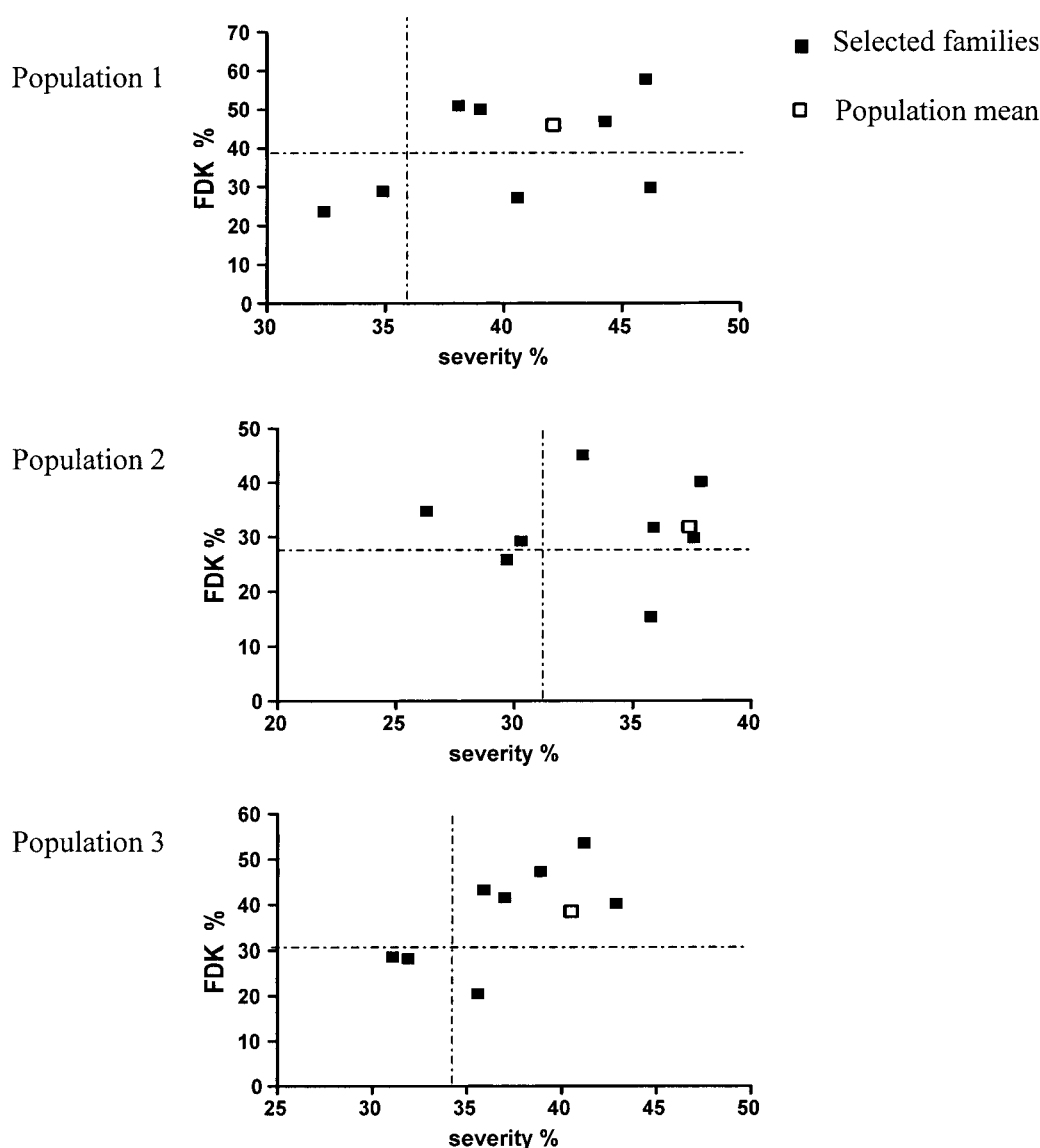 Population 1
■ Selected families
□ Population mean
FDK %
70
60
50
40
30
20
10
0
30 35 40 45 50
severity %
Population 2
FDK %
50
40
30
20
10
0
20 25 30 35 40
severity %
Population 3
FDK %
60
50
40
30
20
10
0
25 30 35 40 45 50
severity %